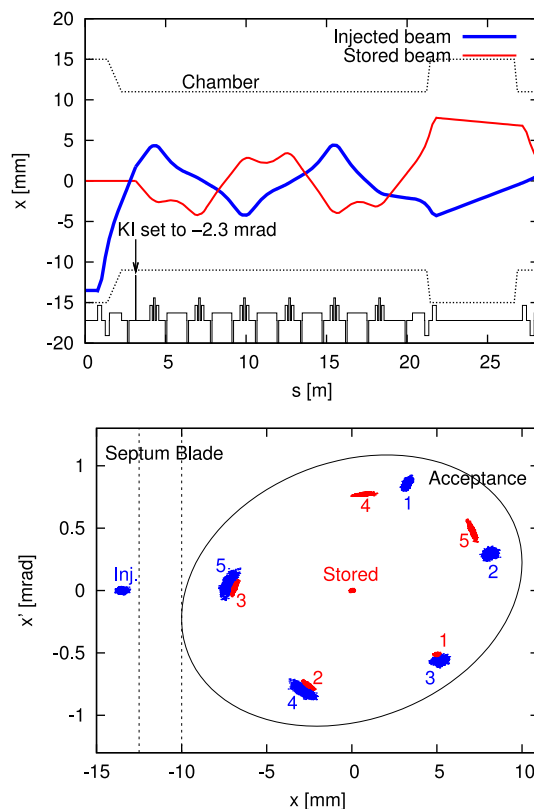 Injected beam
Stored beam
Chamber
KI set to −2.3 mrad
x [mm]
20
15
10
5
0
-5
-10
-15
-20
0 5 10 15 20 25
s [m]
Septum Blade
Acceptance
Inj.
Stored
1
2
3
4
5
1
2
3
4
5
x' [mrad]
1
0.5
0
-0.5
-1
-15 -10 -5 0 5 10
x [mm]